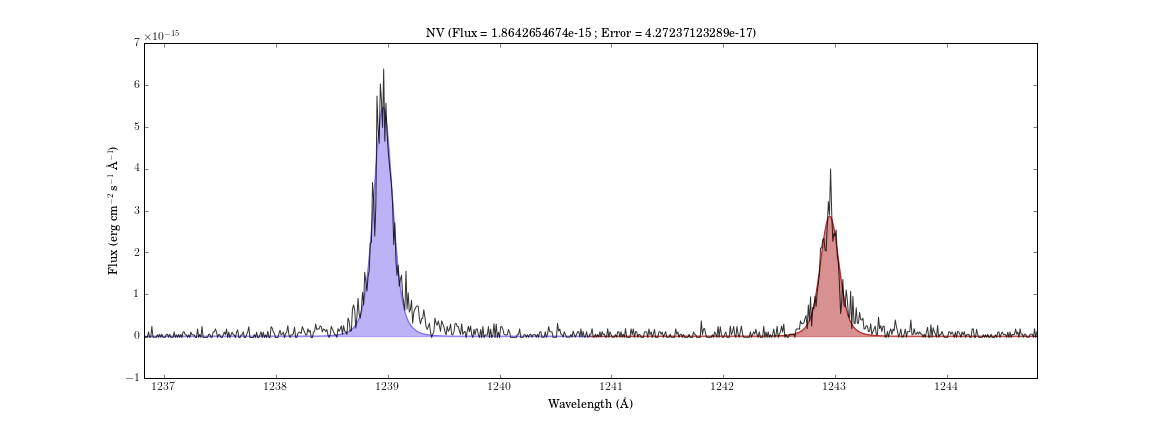 NV (Flux = 1.8642654674e-15 ; Error = 4.27237123289e-17)
×10⁻¹⁵
7
6
5
4
3
2
1
0
−1
Flux (erg cm⁻² s⁻¹ Å⁻¹)
1237 1238 1239 1240 1241 1242 1243 1244
Wavelength (Å)